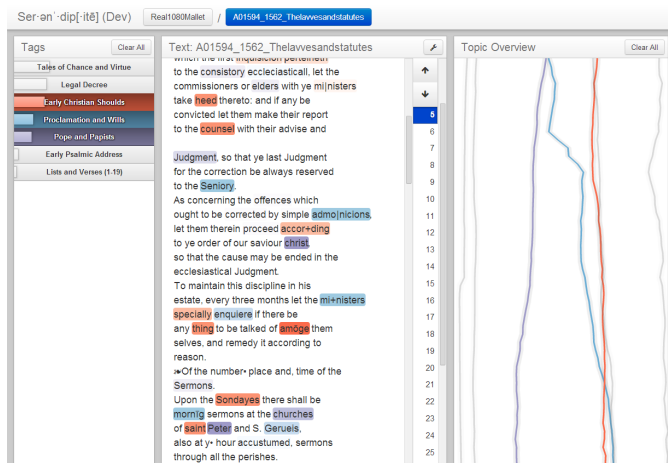 Ser·ən·ˈdip[·itē] (Dev)
Real1080Mallet
/
A01594_1562_Thelavvesandstatutes
Tags
Clear All
Tales of Chance and Virtue
Legal Decree
Early Christian Shoulds
Proclamation and Wills
Pope and Papists
Early Psalmic Address
Lists and Verses (1-19)
Text: A01594_1562_Thelavvesandstatutes
which the first inquisicion perteineth
to the consistory eccleciasticall, let the
commissioners or elders with ye mi|nisters
take heed thereto: and if any be
convicted let them make their report
to the counsel with their advise and
Judgment, so that ye last Judgment
for the correction be always reserved
to the Seniory.
As concerning the offences which
ought to be corrected by simple admo|nicions,
let them therein proceed accor+ding
to ye order of our saviour christ,
so that the cause may be ended in the
ecclesiastical Judgment.
To maintain this discipline in his
estate, every three months let the mi+nisters
specially enquiere if there be
any thing to be talked of amōge them
selves, and remedy it according to
reason.
❧Of the number• place and, time of the
Sermons.
Upon the Sondayes there shall be
mornīg sermons at the churches
of saint Peter and S. Gerueis,
also at y• hour accustumed, sermons
through all the perishes.
5
6
7
8
9
10
11
12
13
14
15
16
17
18
19
20
21
22
23
24
25
Topic Overview
Clear All